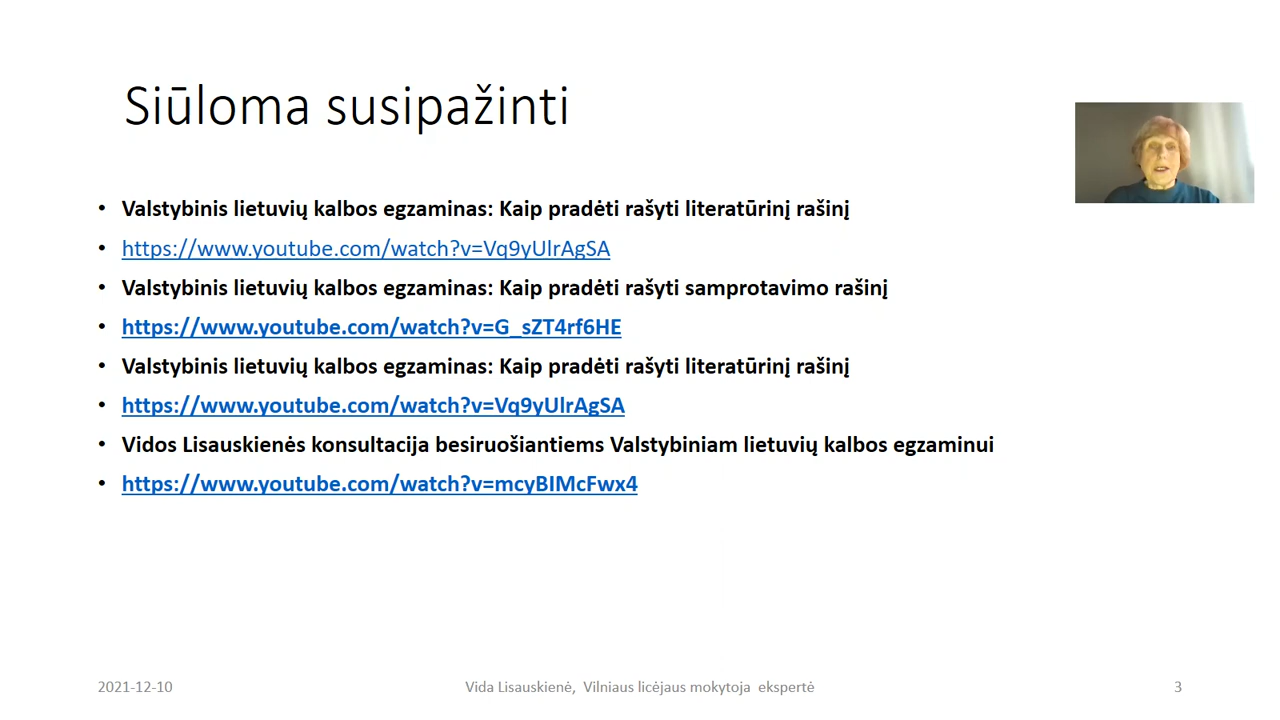 Siūloma susipažinti
• Valstybinis lietuvių kalbos egzaminas: Kaip pradėti rašyti literatūrinį rašinį
• https://www.youtube.com/watch?v=Vq9yUlrAgSA
• Valstybinis lietuvių kalbos egzaminas: Kaip pradėti rašyti samprotavimo rašinį
• https://www.youtube.com/watch?v=G_sZT4rf6HE
• Valstybinis lietuvių kalbos egzaminas: Kaip pradėti rašyti literatūrinį rašinį
• https://www.youtube.com/watch?v=Vq9yUlrAgSA
• Vidos Lisauskienės konsultacija besiruošiantiems Valstybiniam lietuvių kalbos egzaminui
• https://www.youtube.com/watch?v=mcyBIMcFwx4
2021-12-10
Vida Lisauskienė, Vilniaus licėjaus mokytoja ekspertė
3